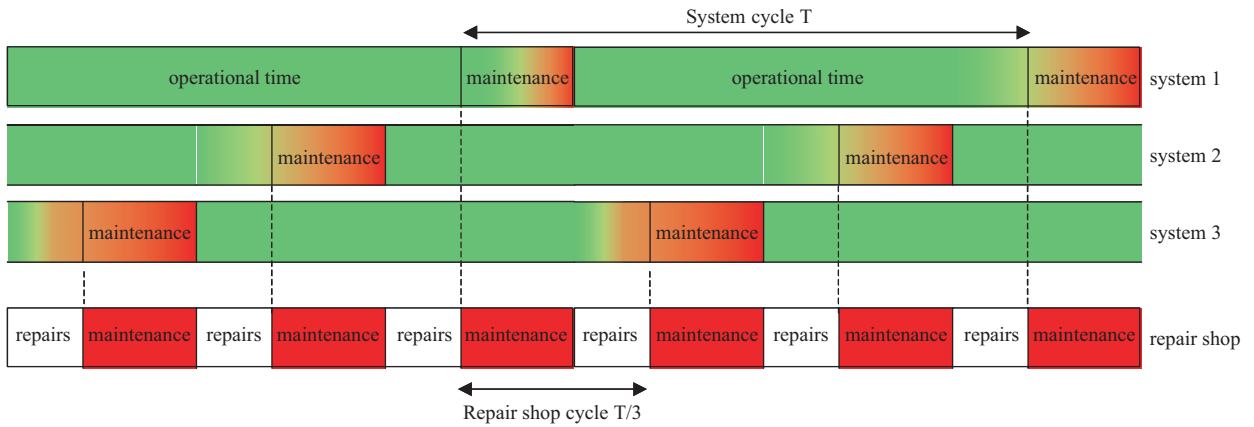 System cycle T
operational time maintenance operational time maintenance system 1
maintenance maintenance system 2
maintenance maintenance system 3
repairs maintenance repairs maintenance repairs maintenance repairs maintenance repairs maintenance repairs maintenance repair shop
Repair shop cycle T/3